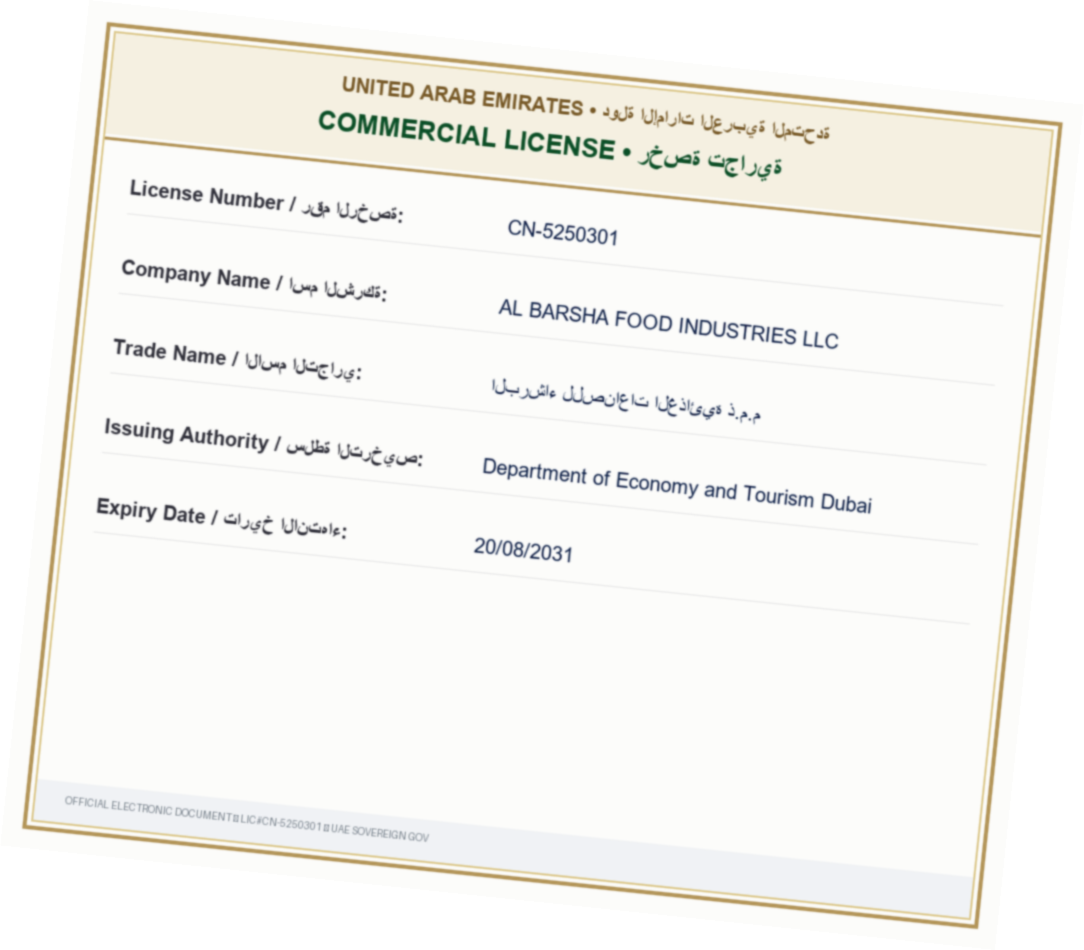 UNITED ARAB EMIRATES • دولة الإمارات العربية المتحدة
COMMERCIAL LICENSE • رخصة تجارية
License Number / رقم الرخصة: CN-5250301
Company Name / اسم الشركة: AL BARSHA FOOD INDUSTRIES LLC
Trade Name / الاسم التجاري: البرشاء للصناعات الغذائية ذ.م.م
Issuing Authority / سلطة الترخيص: Department of Economy and Tourism Dubai
Expiry Date / تاريخ الانتهاء: 20/08/2031
OFFICIAL ELECTRONIC DOCUMENT LIC#CN-5250301 UAE SOVEREIGN GOV